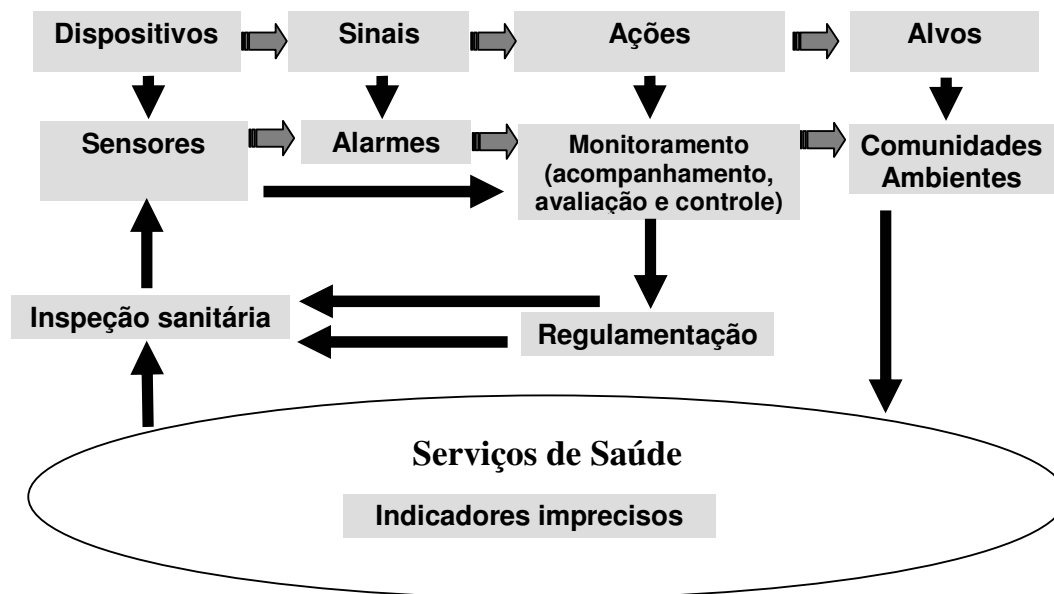 Dispositivos
Sinais
Ações
Alvos
Sensores
Alarmes
Monitoramento
(acompanhamento,
avaliação e controle)
Comunidades
Ambientes
Inspeção sanitária
Regulamentação
Serviços de Saúde
Indicadores imprecisos